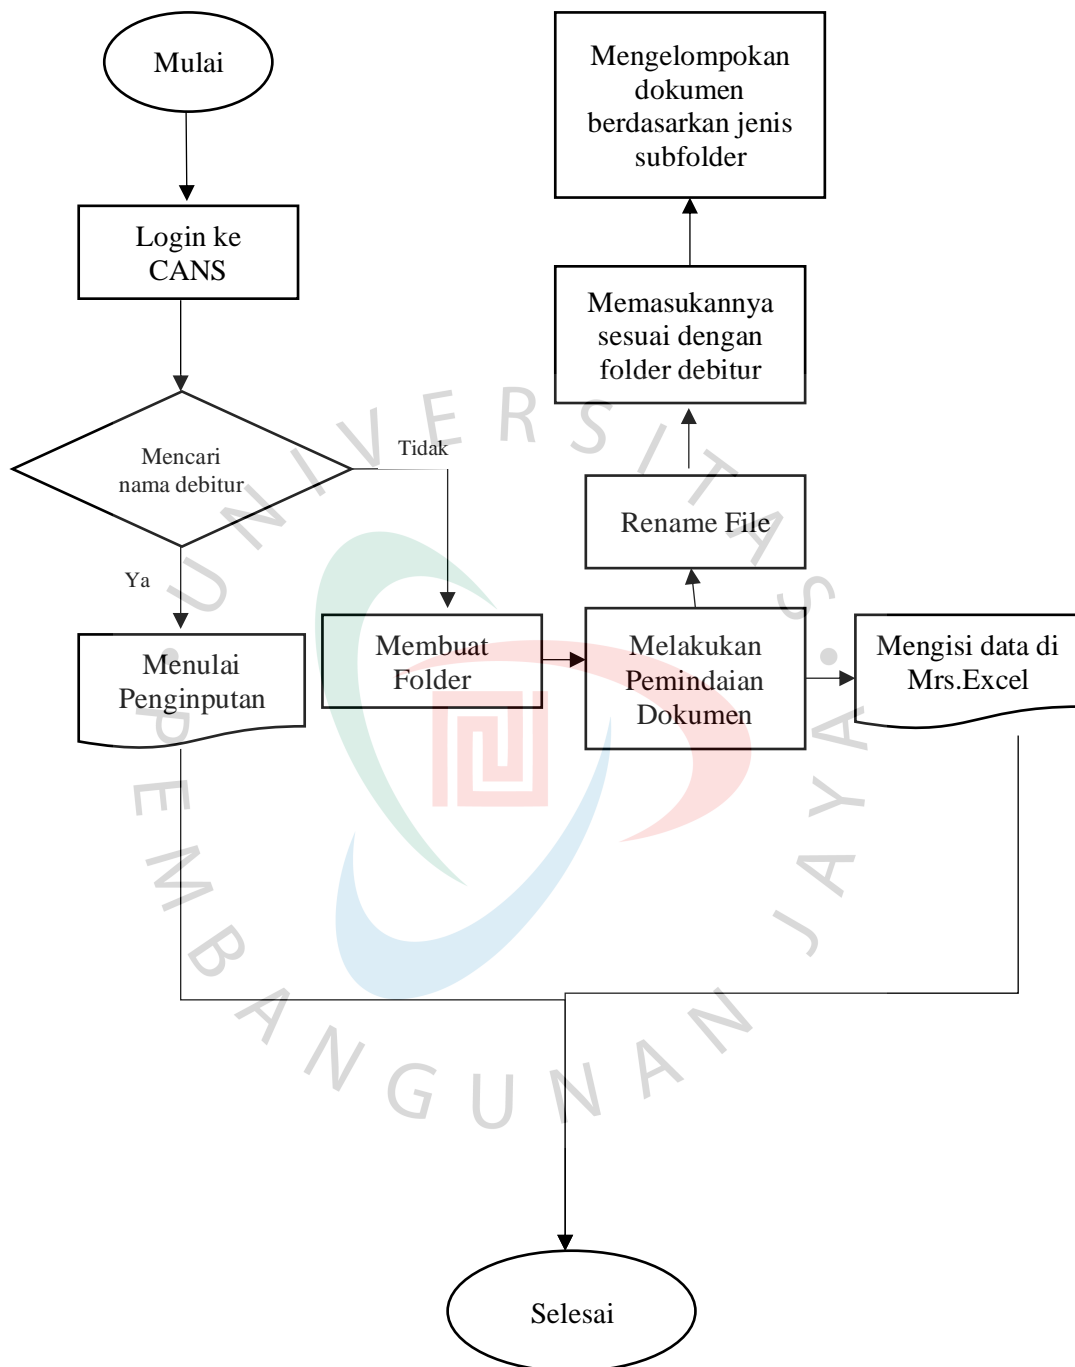 Mulai
Login ke
CANS
Mencari
nama debitur
Tidak
Ya
Menulai
Penginputan
Membuat
Folder
Melakukan
Pemindaian
Dokumen
Mengisi data di
Mrs.Excel
Rename File
Memasukannya
sesuai dengan
folder debitur
Mengelompokan
dokumen
berdasarkan jenis
subfolder
Selesai
UNIVERSITAS
PEMBANGUNAN JAYA